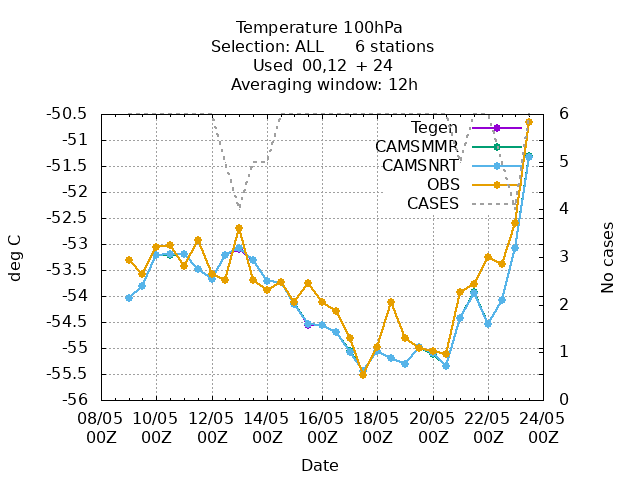 Temperature 100hPa
Selection: ALL 6 stations
Used 00,12 + 24
Averaging window: 12h
-50.5
-51
-51.5
-52
-52.5
-53
-53.5
-54
-54.5
-55
-55.5
-56
deg C
6
5
4
3
2
1
0
No cases
Tegen
CAMSMMR
CAMSNRT
OBS
CASES
08/05 10/05 12/05 14/05 16/05 18/05 20/05 22/05 24/05
00Z 00Z 00Z 00Z 00Z 00Z 00Z 00Z 00Z
Date